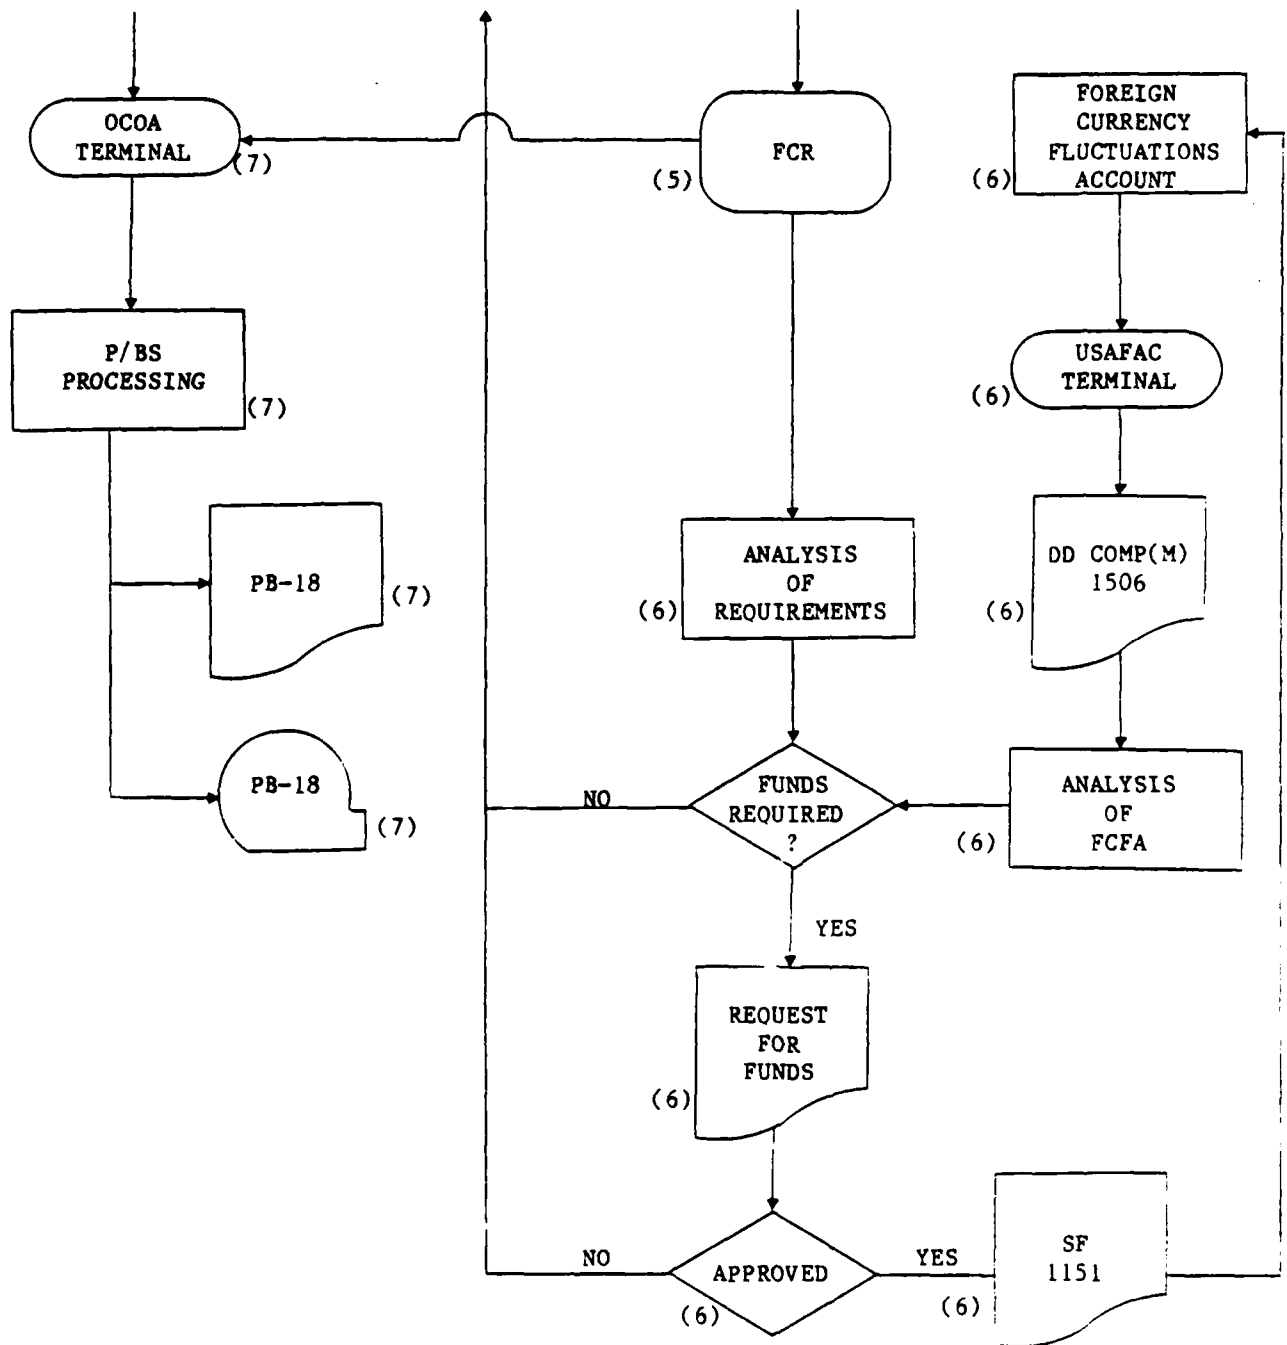 OCOA
TERMINAL
(7)
FCR
(5)
FOREIGN
CURRENCY
FLUCTUATIONS
ACCOUNT
(6)
P/BS
PROCESSING
(7)
USAFAC
TERMINAL
(6)
PB-18
(7)
ANALYSIS
OF
REQUIREMENTS
(6)
DD COMP(M)
1506
(6)
PB-18
(7)
NO
FUNDS
REQUIRED
?
ANALYSIS
OF
FCFA
(6)
YES
REQUEST
FOR
FUNDS
(6)
NO
APPROVED
(6)
YES
SF
1151
(6)